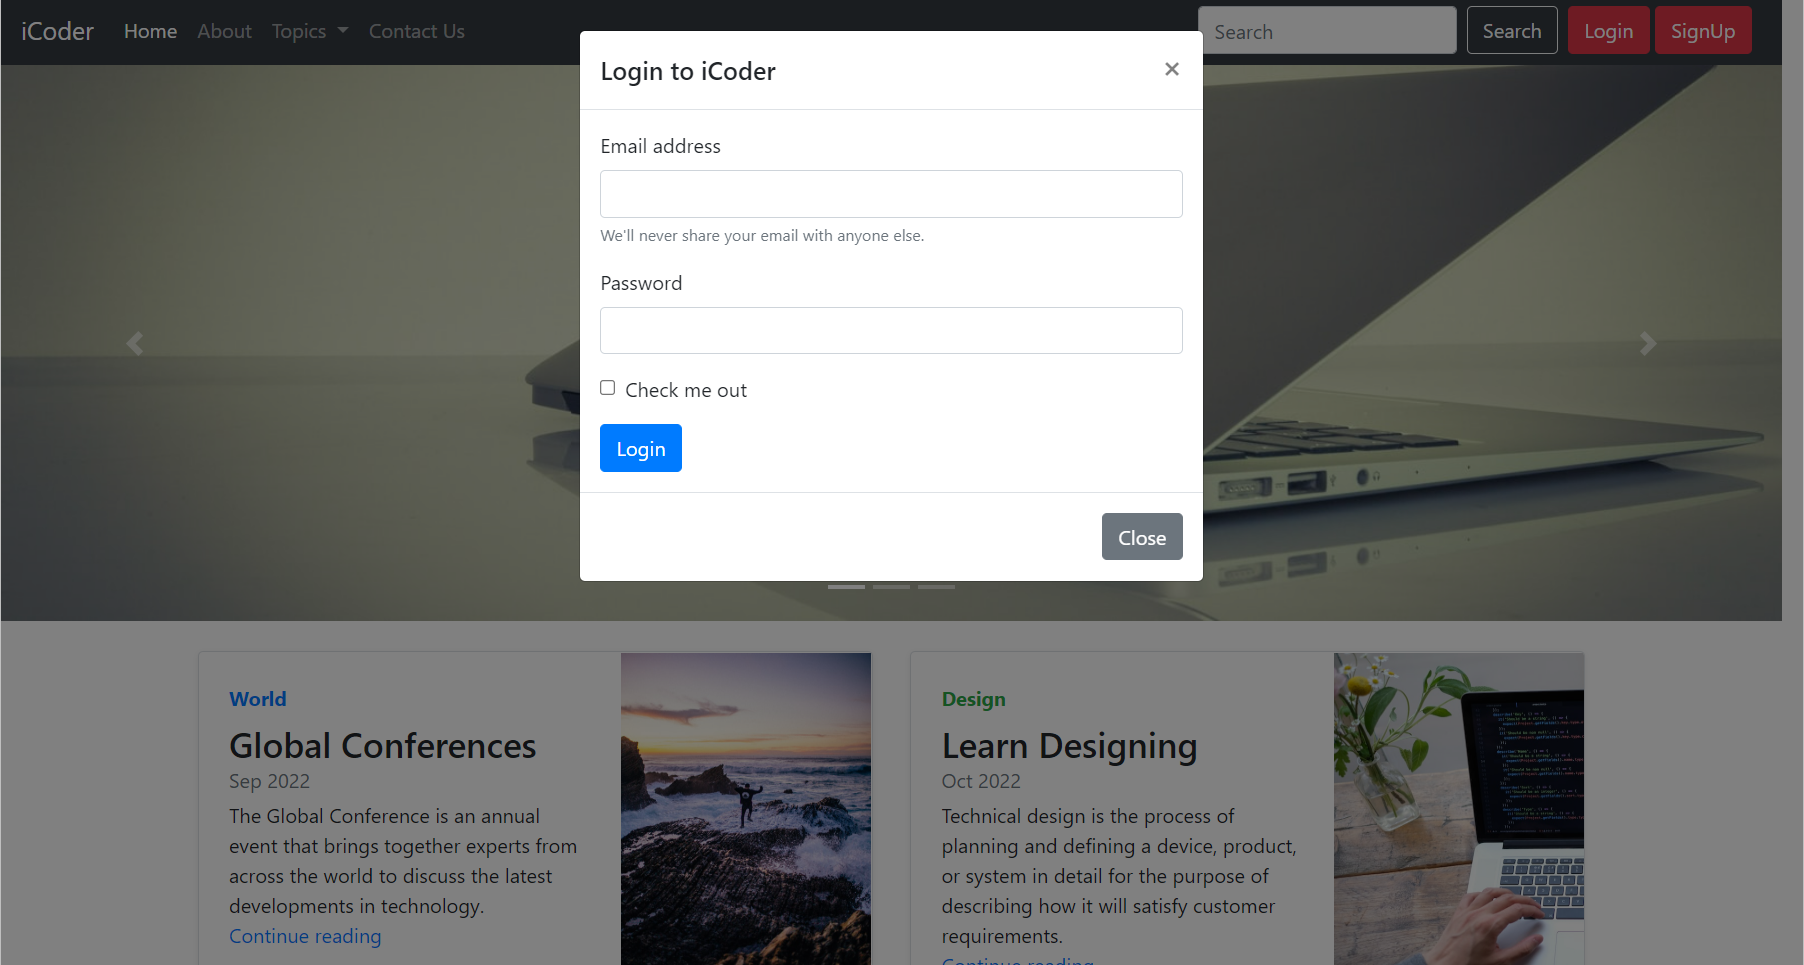 iCoder Home About Topics Contact Us Search Search Login SignUp
Login to iCoder ×
Email address
We'll never share your email with anyone else.
Password
Check me out
Login
Close
World
Global Conferences
Sep 2022
The Global Conference is an annual
event that brings together experts from
across the world to discuss the latest
developments in technology.
Continue reading
Design
Learn Designing
Oct 2022
Technical design is the process of
planning and defining a device, product,
or system in detail for the purpose of
describing how it will satisfy customer
requirements.
Continue reading